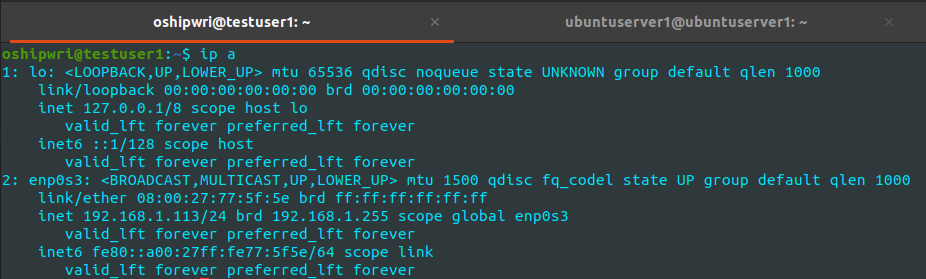 oshipwri@testuser1: ~ × ubuntuserver1@ubuntuserver1: ~ ×
oshipwri@testuser1:~$ ip a
1: lo: <LOOPBACK,UP,LOWER_UP> mtu 65536 qdisc noqueue state UNKNOWN group default qlen 1000
    link/loopback 00:00:00:00:00:00 brd 00:00:00:00:00:00
    inet 127.0.0.1/8 scope host lo
       valid_lft forever preferred_lft forever
    inet6 ::1/128 scope host
       valid_lft forever preferred_lft forever
2: enp0s3: <BROADCAST,MULTICAST,UP,LOWER_UP> mtu 1500 qdisc fq_codel state UP group default qlen 1000
    link/ether 08:00:27:77:5f:5e brd ff:ff:ff:ff:ff:ff
    inet 192.168.1.113/24 brd 192.168.1.255 scope global enp0s3
       valid_lft forever preferred_lft forever
    inet6 fe80::a00:27ff:fe77:5f5e/64 scope link
       valid_lft forever preferred_lft forever